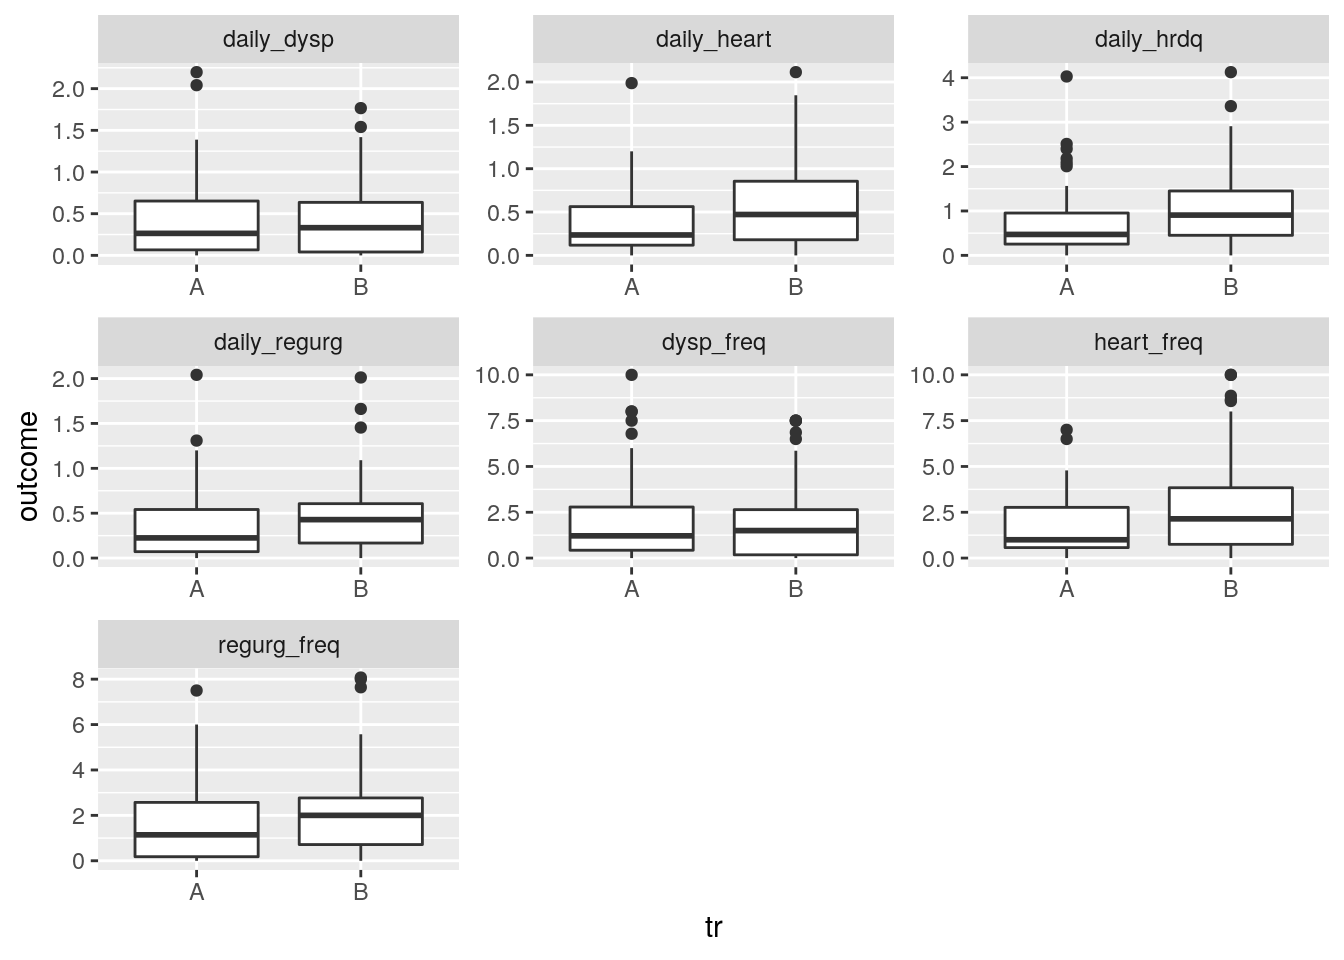 daily_dysp
daily_heart
daily_hrdq
2.0
1.5
1.0
0.5
0.0
2.0
1.5
1.0
0.5
0.0
4
3
2
1
0
A
B
A
B
A
B
daily_regurg
dysp_freq
heart_freq
outcome
2.0
1.5
1.0
0.5
0.0
10.0
7.5
5.0
2.5
0.0
10.0
7.5
5.0
2.5
0.0
A
B
A
B
A
B
regurg_freq
8
6
4
2
0
A
B
tr